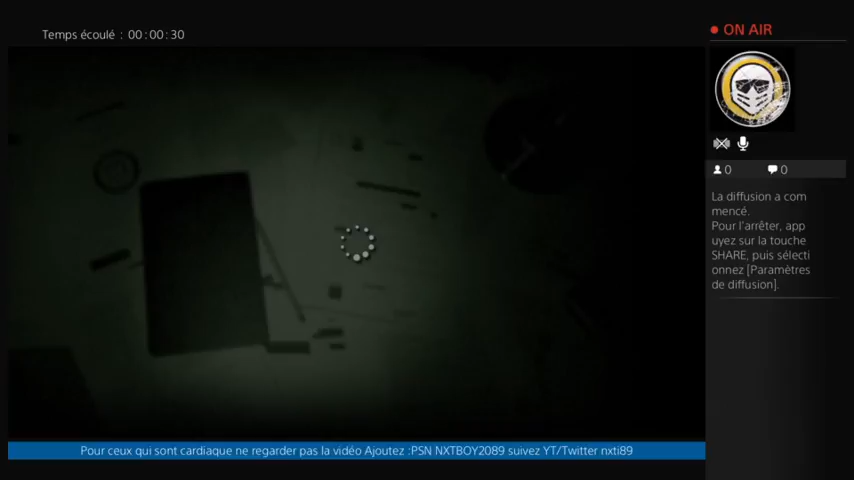 Temps écoulé : 00:00:30
ON AIR
0 0
La diffusion a com
mencé.
Pour l'arrêter, app
uyez sur la touche
SHARE, puis sélecti
onnez [Paramètres
de diffusion].
Pour ceux qui sont cardiaque ne regarder pas la vidéo Ajoutez :PSN NXTBOY2089 suivez YT/Twitter nxti89